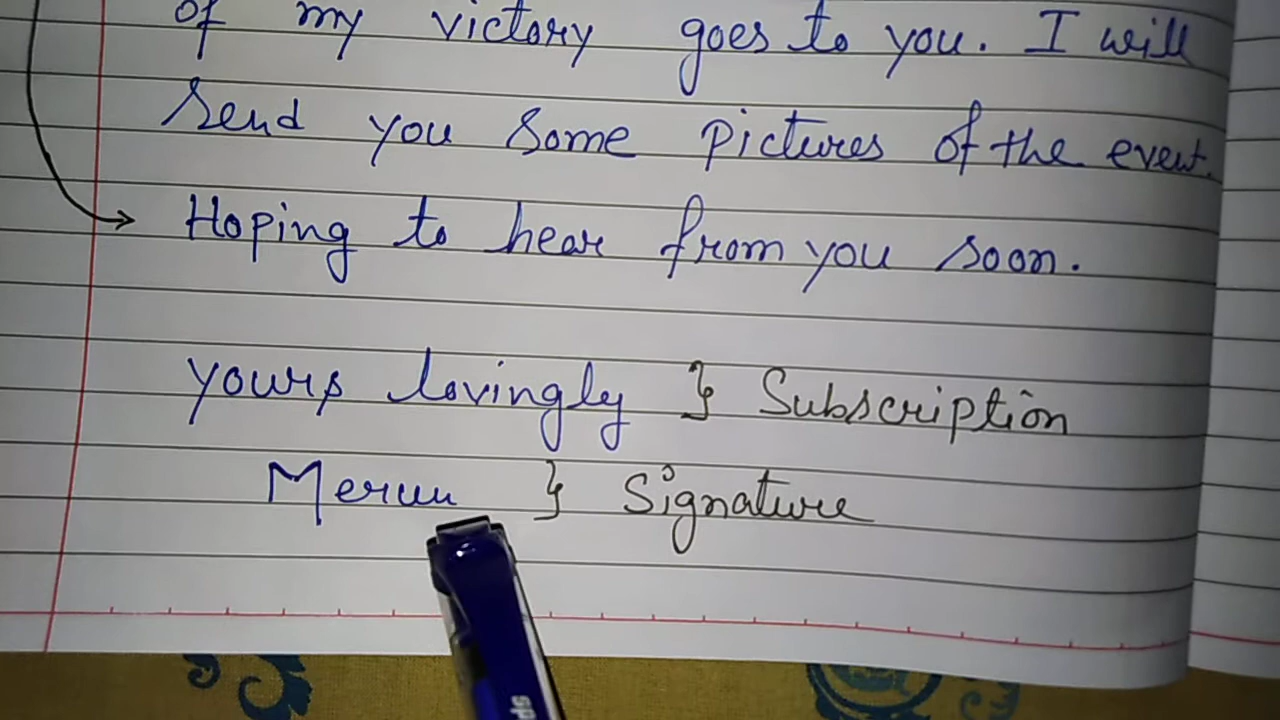 of my victory goes to you. I will
send you some pictures of the event.
Hoping to hear from you soon.
yours lovingly } Subscription
} Signature